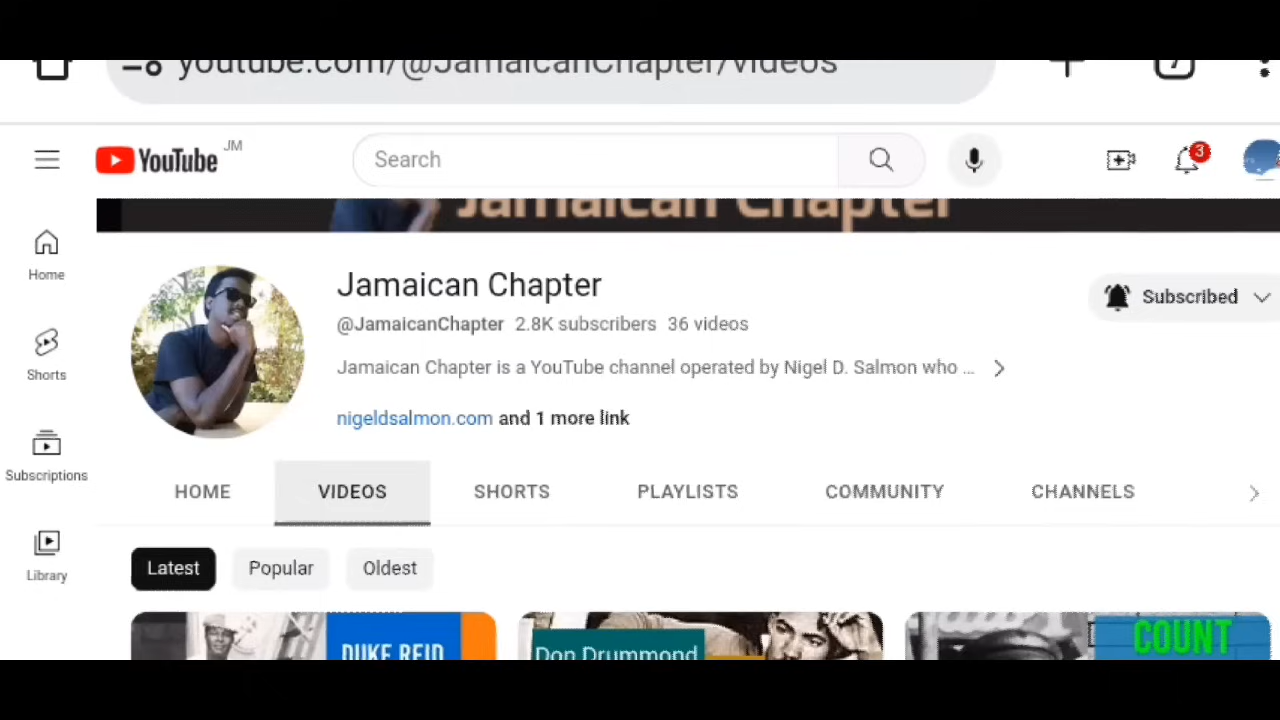 youtube.com/@JamaicanChapter/videos
7
YouTube JM
Search
3
Jamaican Chapter
Home
Jamaican Chapter
Subscribed
@JamaicanChapter 2.8K subscribers 36 videos
Shorts
Jamaican Chapter is a YouTube channel operated by Nigel D. Salmon who ...
nigeldsalmon.com and 1 more link
Subscriptions
HOME VIDEOS SHORTS PLAYLISTS COMMUNITY CHANNELS
Library
Latest Popular Oldest
DUKE REID
Don Drummond
COUNT